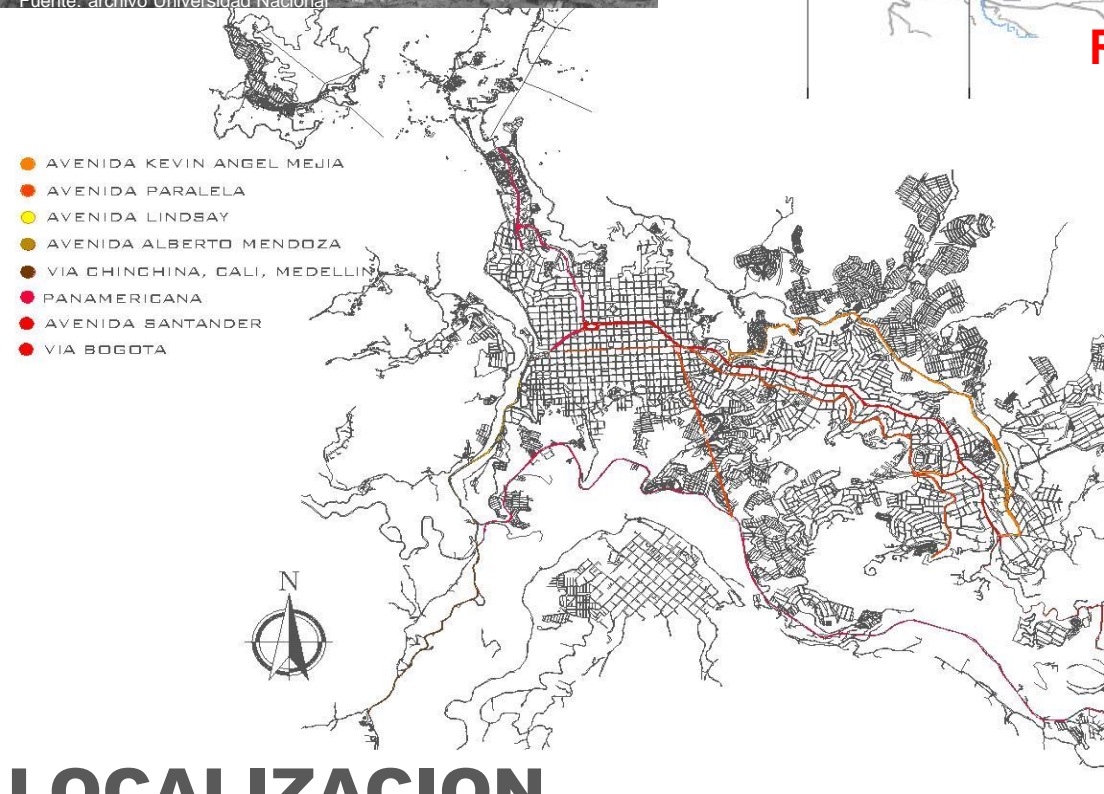 Fuente: archivo Universidad Nacional
AVENIDA KEVIN ANGEL MEJIA
AVENIDA PARALELA
AVENIDA LINDSAY
AVENIDA ALBERTO MENDOZA
VIA CHINCHINA, CALI, MEDELLIN
PANAMERICANA
AVENIDA SANTANDER
VIA BOGOTA
N
LOCALIZACION